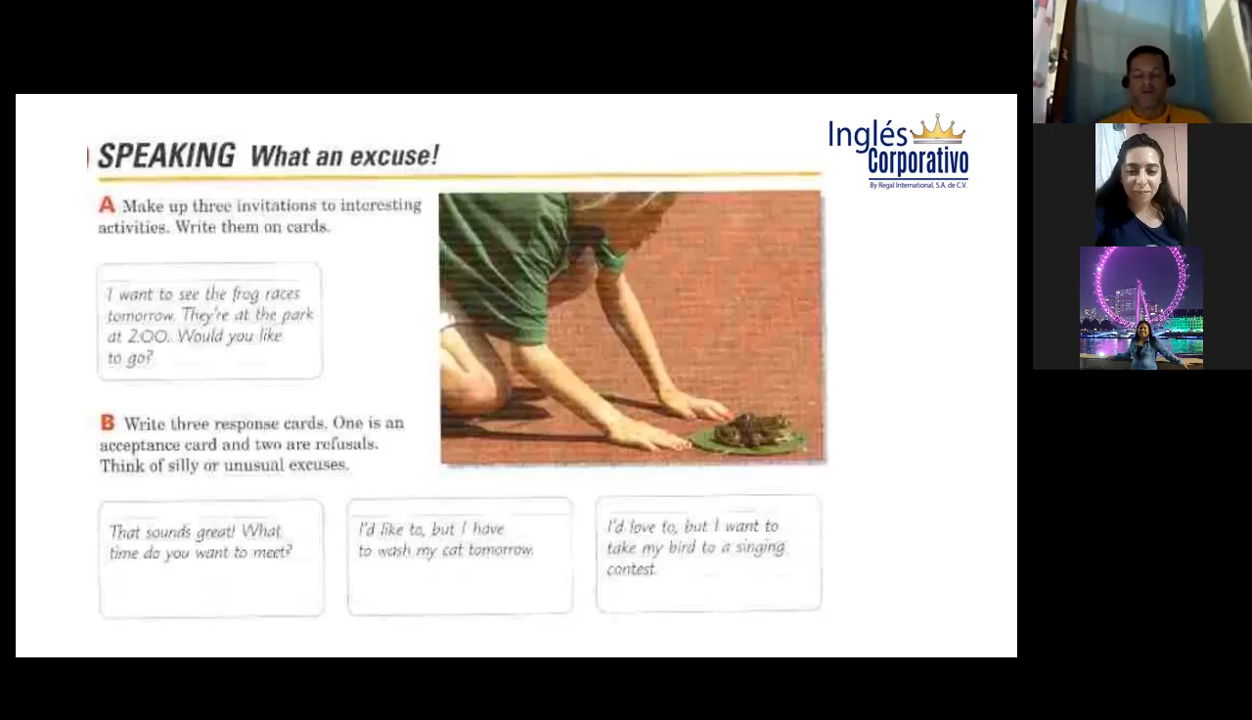 SPEAKING What an excuse!
Inglés
Corporativo
By Regal International, S.A. de C.V.
A Make up three invitations to interesting
activities. Write them on cards.
I want to see the frog races
tomorrow. They're at the park
at 2:00. Would you like
to go?
B Write three response cards. One is an
acceptance card and two are refusals.
Think of silly or unusual excuses.
That sounds great! What
time do you want to meet?
I'd like to, but I have
to wash my cat tomorrow.
I'd love to, but I want to
take my bird to a singing
contest.